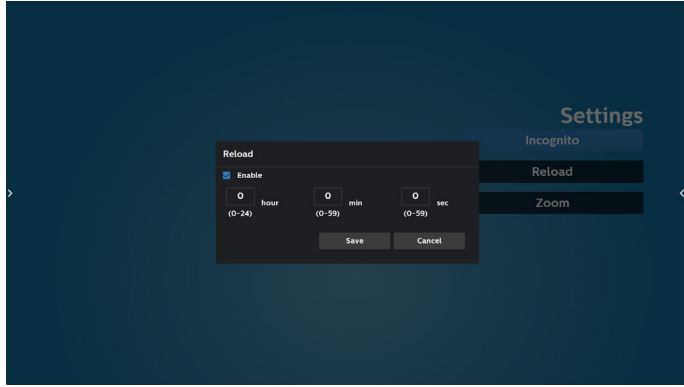 Settings
Incognito
Reload
Zoom
Reload
Enable
0 hour 0 min 0 sec
(0~24) (0~59) (0~59)
Save Cancel